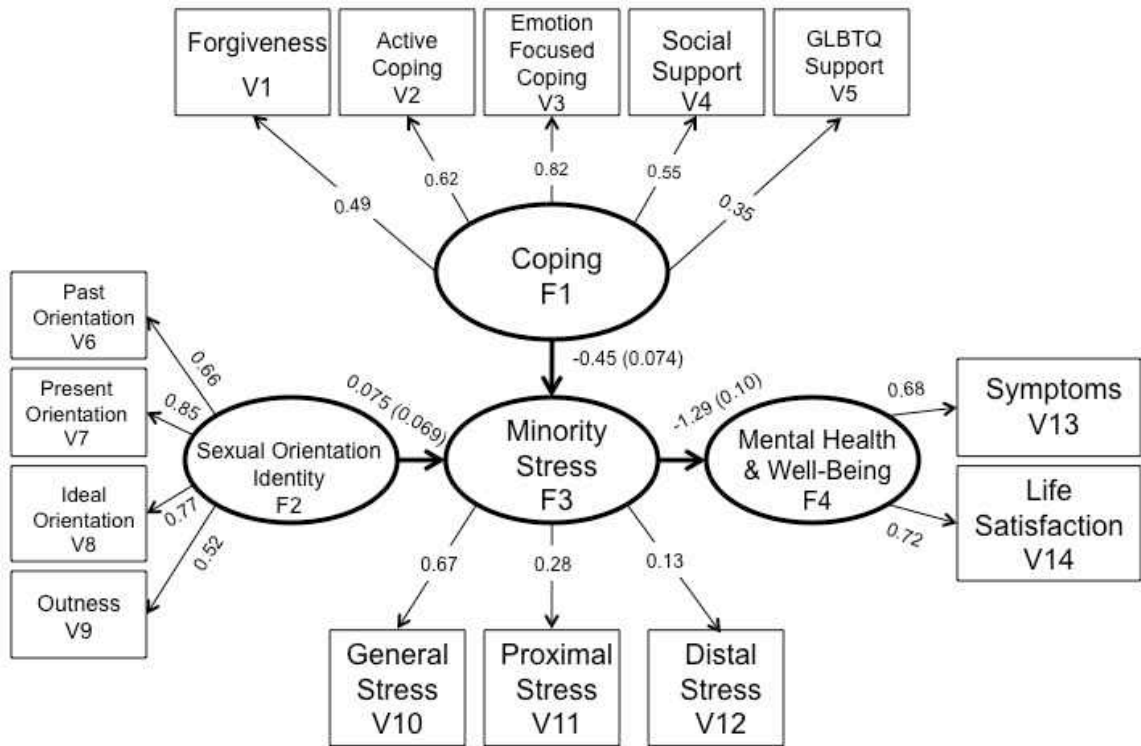 Forgiveness
V1
Active
Coping
V2
Emotion
Focused
Coping
V3
Social
Support
V4
GLBTQ
Support
V5
0.49
0.62
0.82
0.55
0.35
Coping
F1
-0.45 (0.074)
Past
Orientation
V6
Present
Orientation
V7
Ideal
Orientation
V8
Outness
V9
0.66
0.85
0.77
0.52
Sexual Orientation
Identity
F2
0.075 (0.069)
Minority
Stress
F3
-1.29 (0.10)
Mental Health
& Well-Being
F4
0.68
0.72
Symptoms
V13
Life
Satisfaction
V14
0.67
0.28
0.13
General
Stress
V10
Proximal
Stress
V11
Distal
Stress
V12